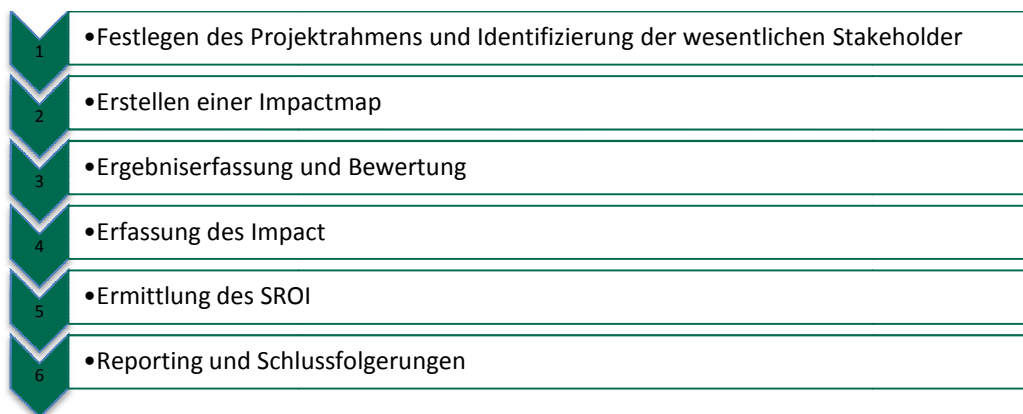 1 •Festlegen des Projektrahmens und Identifizierung der wesentlichen Stakeholder
2 •Erstellen einer Impactmap
3 •Ergebniserfassung und Bewertung
4 •Erfassung des Impact
5 •Ermittlung des SROI
6 •Reporting und Schlussfolgerungen